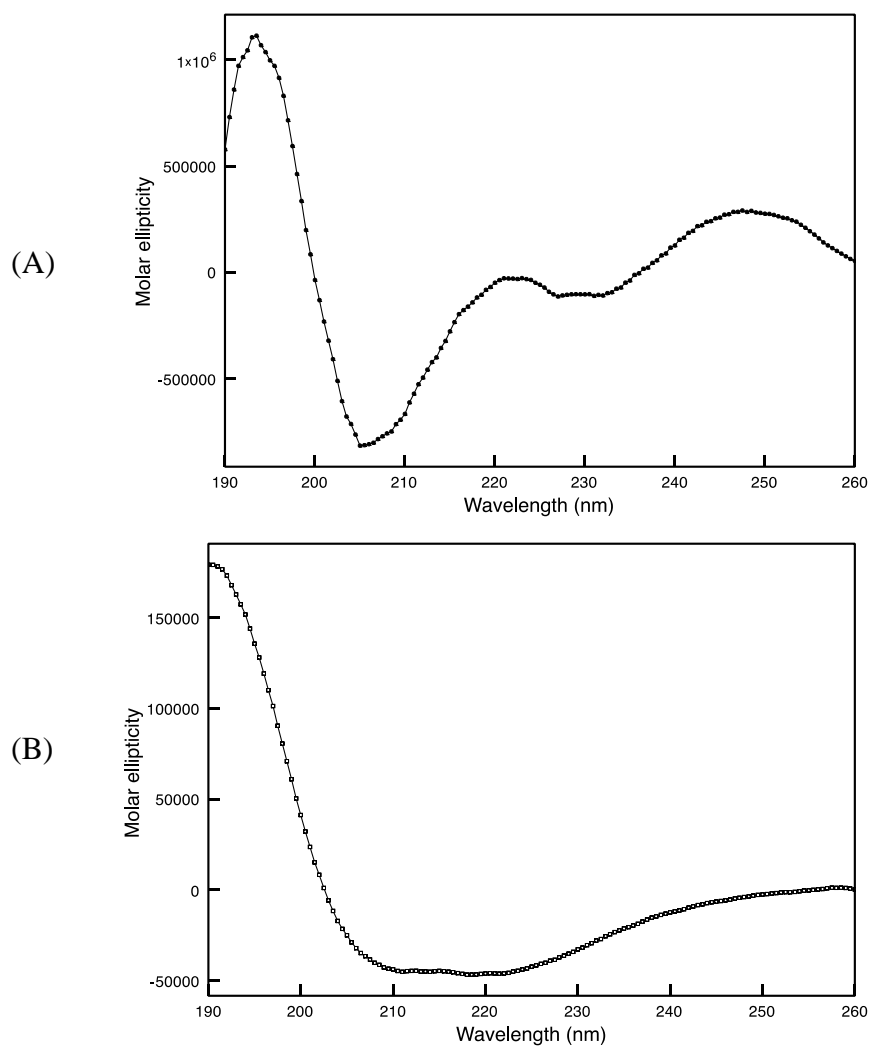 (A)
Molar ellipticity
1×10⁶
500000
0
-500000
190 200 210 220 230 240 250 260
Wavelength (nm)
(B)
Molar ellipticity
150000
100000
50000
0
-50000
190 200 210 220 230 240 250 260
Wavelength (nm)